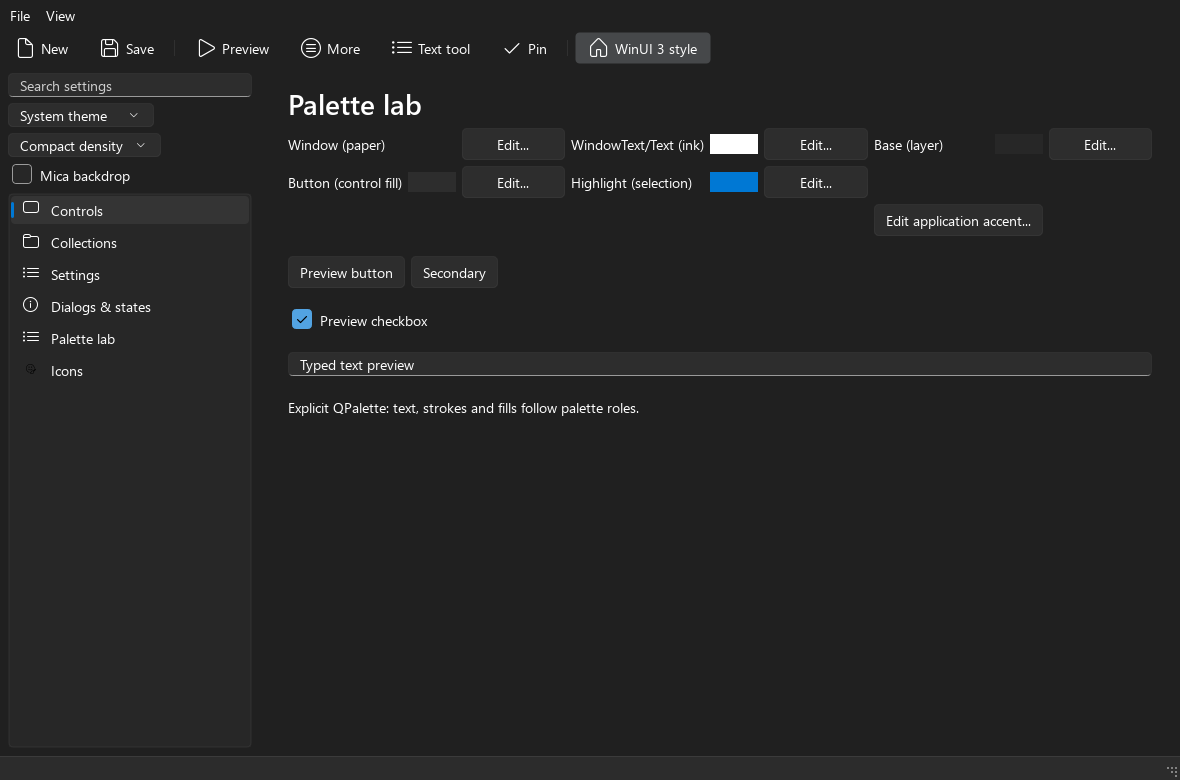 File View
New Save Preview More Text tool Pin WinUI 3 style
Search settings
System theme
Compact density
Mica backdrop
Controls
Collections
Settings
Dialogs & states
Palette lab
Icons
Palette lab
Window (paper) Edit... WindowText/Text (ink) Edit... Base (layer) Edit...
Button (control fill) Edit... Highlight (selection) Edit...
Edit application accent...
Preview button Secondary
Preview checkbox
Typed text preview
Explicit QPalette: text, strokes and fills follow palette roles.